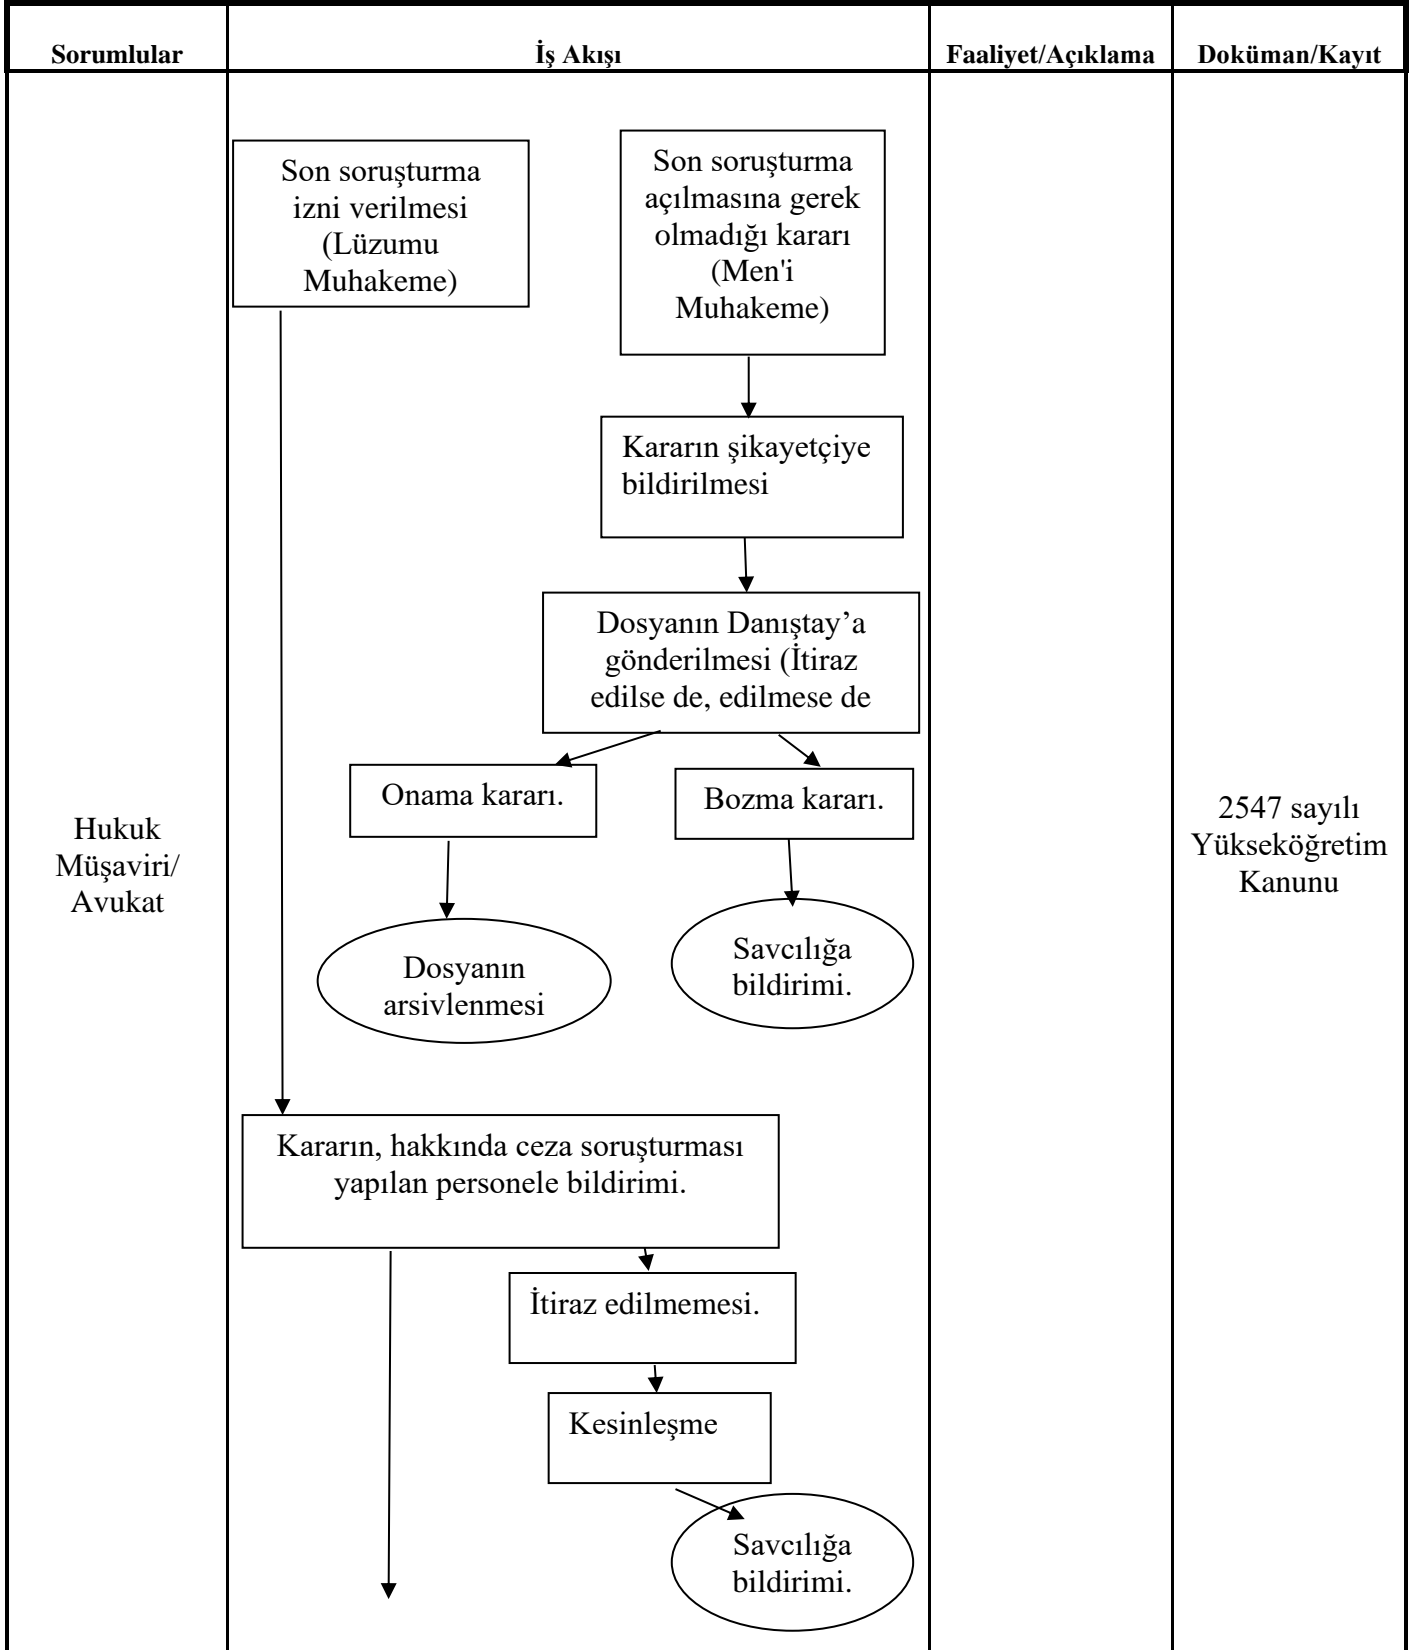 Sorumlular
İş Akışı
Faaliyet/Açıklama
Doküman/Kayıt
Son soruşturma
izni verilmesi
(Lüzumu
Muhakeme)
Son soruşturma
açılmasına gerek
olmadığı kararı
(Men'i
Muhakeme)
Kararın şikayetçiye
bildirilmesi
Dosyanın Danıştay’a
gönderilmesi (İtiraz
edilse de, edilmese de
Onama kararı.
Bozma kararı.
Hukuk
Müşaviri/
Avukat
2547 sayılı
Yükseköğretim
Kanunu
Dosyanın
arsivlenmesi
Savcılığa
bildirimi.
Kararın, hakkında ceza soruşturması
yapılan personele bildirimi.
İtiraz edilmemesi.
Kesinleşme
Savcılığa
bildirimi.